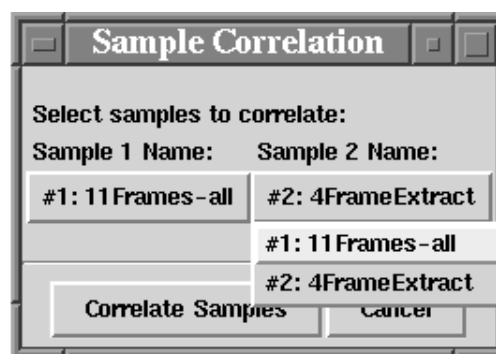 Sample Correlation
Select samples to correlate:
Sample 1 Name: Sample 2 Name:
#1: 11Frames-all #2: 4FrameExtract
#1: 11Frames-all
#2: 4FrameExtract
Correlate Samples Cancel